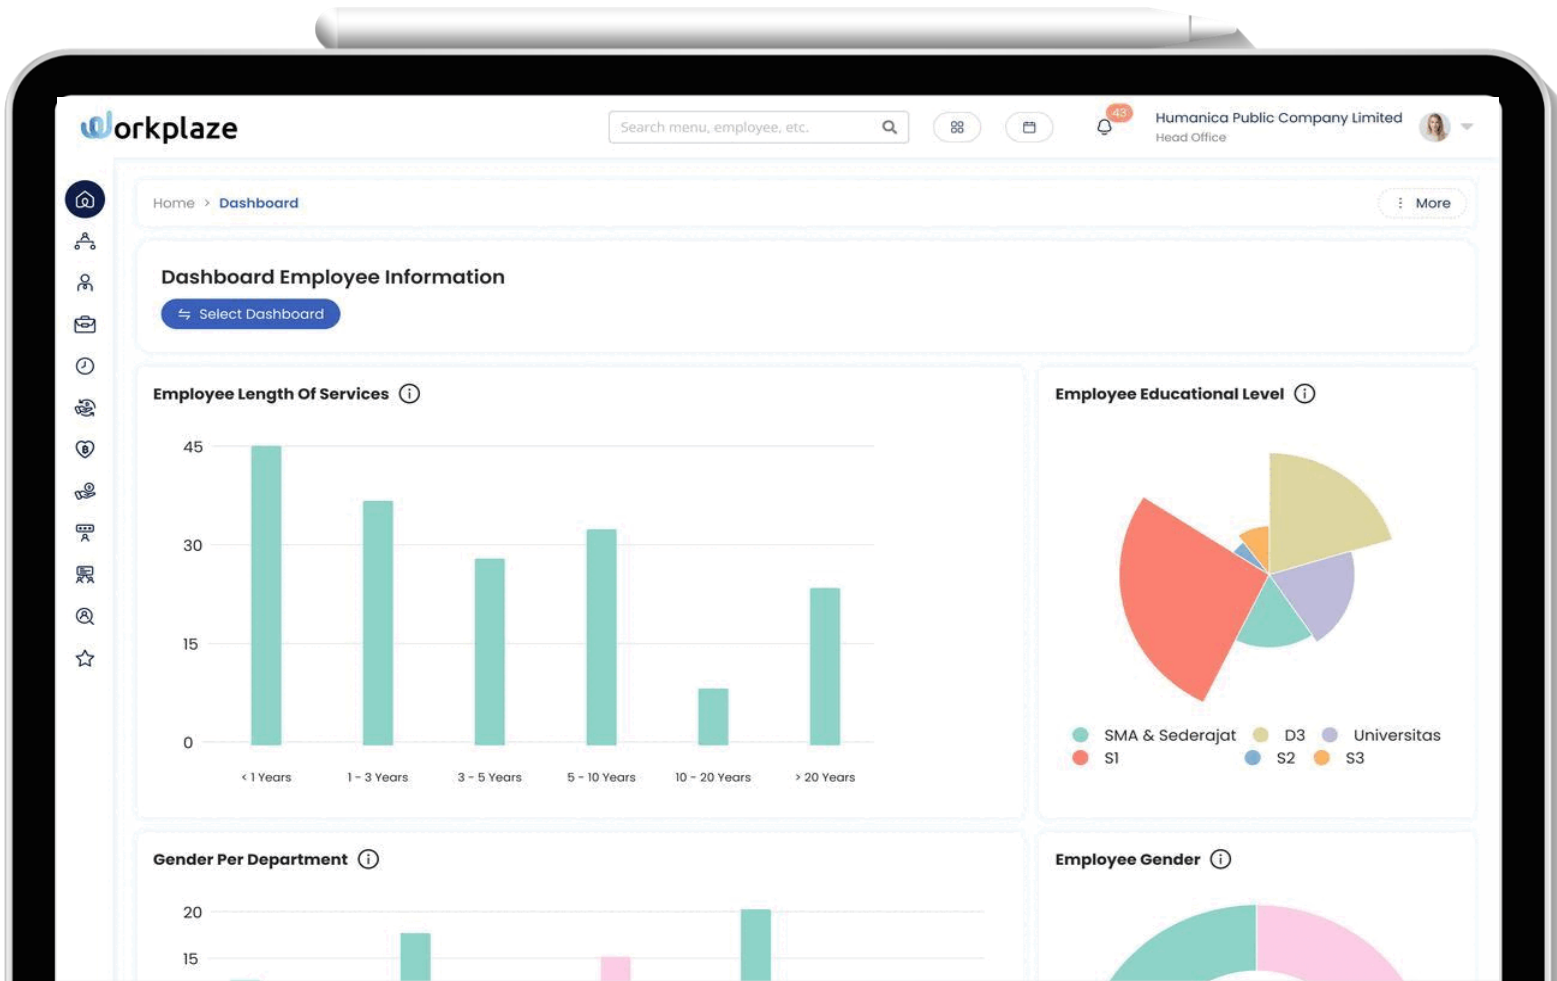 Workplaze
Search menu, employee, etc.
43
Humanica Public Company Limited
Head Office
Home > Dashboard
More
Dashboard Employee Information
Select Dashboard
Employee Length Of Services
45
30
15
0
< 1 Years
1 - 3 Years
3 - 5 Years
5 - 10 Years
10 - 20 Years
> 20 Years
Employee Educational Level
SMA & Sederajat
D3
Universitas
S1
S2
S3
Gender Per Department
20
15
Employee Gender